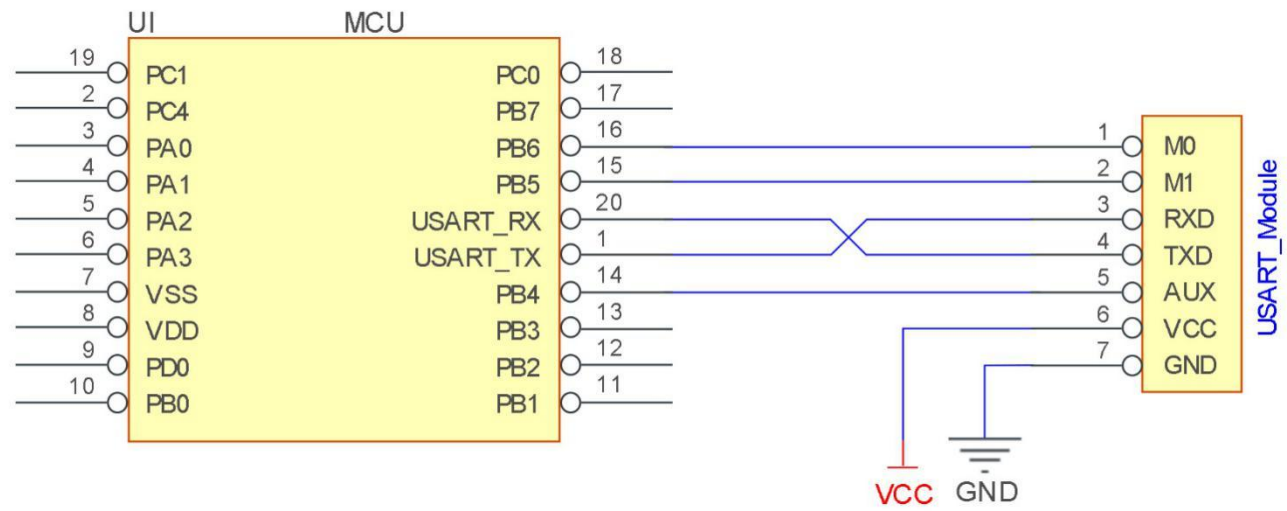 UI MCU
19 PC1 PC0 18
2 PC4 PB7 17
3 PA0 PB6 16 1 M0
4 PA1 PB5 15 2 M1
5 PA2 USART_RX 20 3 RXD
6 PA3 USART_TX 1 4 TXD
7 VSS PB4 14 5 AUX
8 VDD PB3 13 6 VCC
9 PD0 PB2 12 7 GND
10 PB0 PB1 11
USART_Module
VCC GND